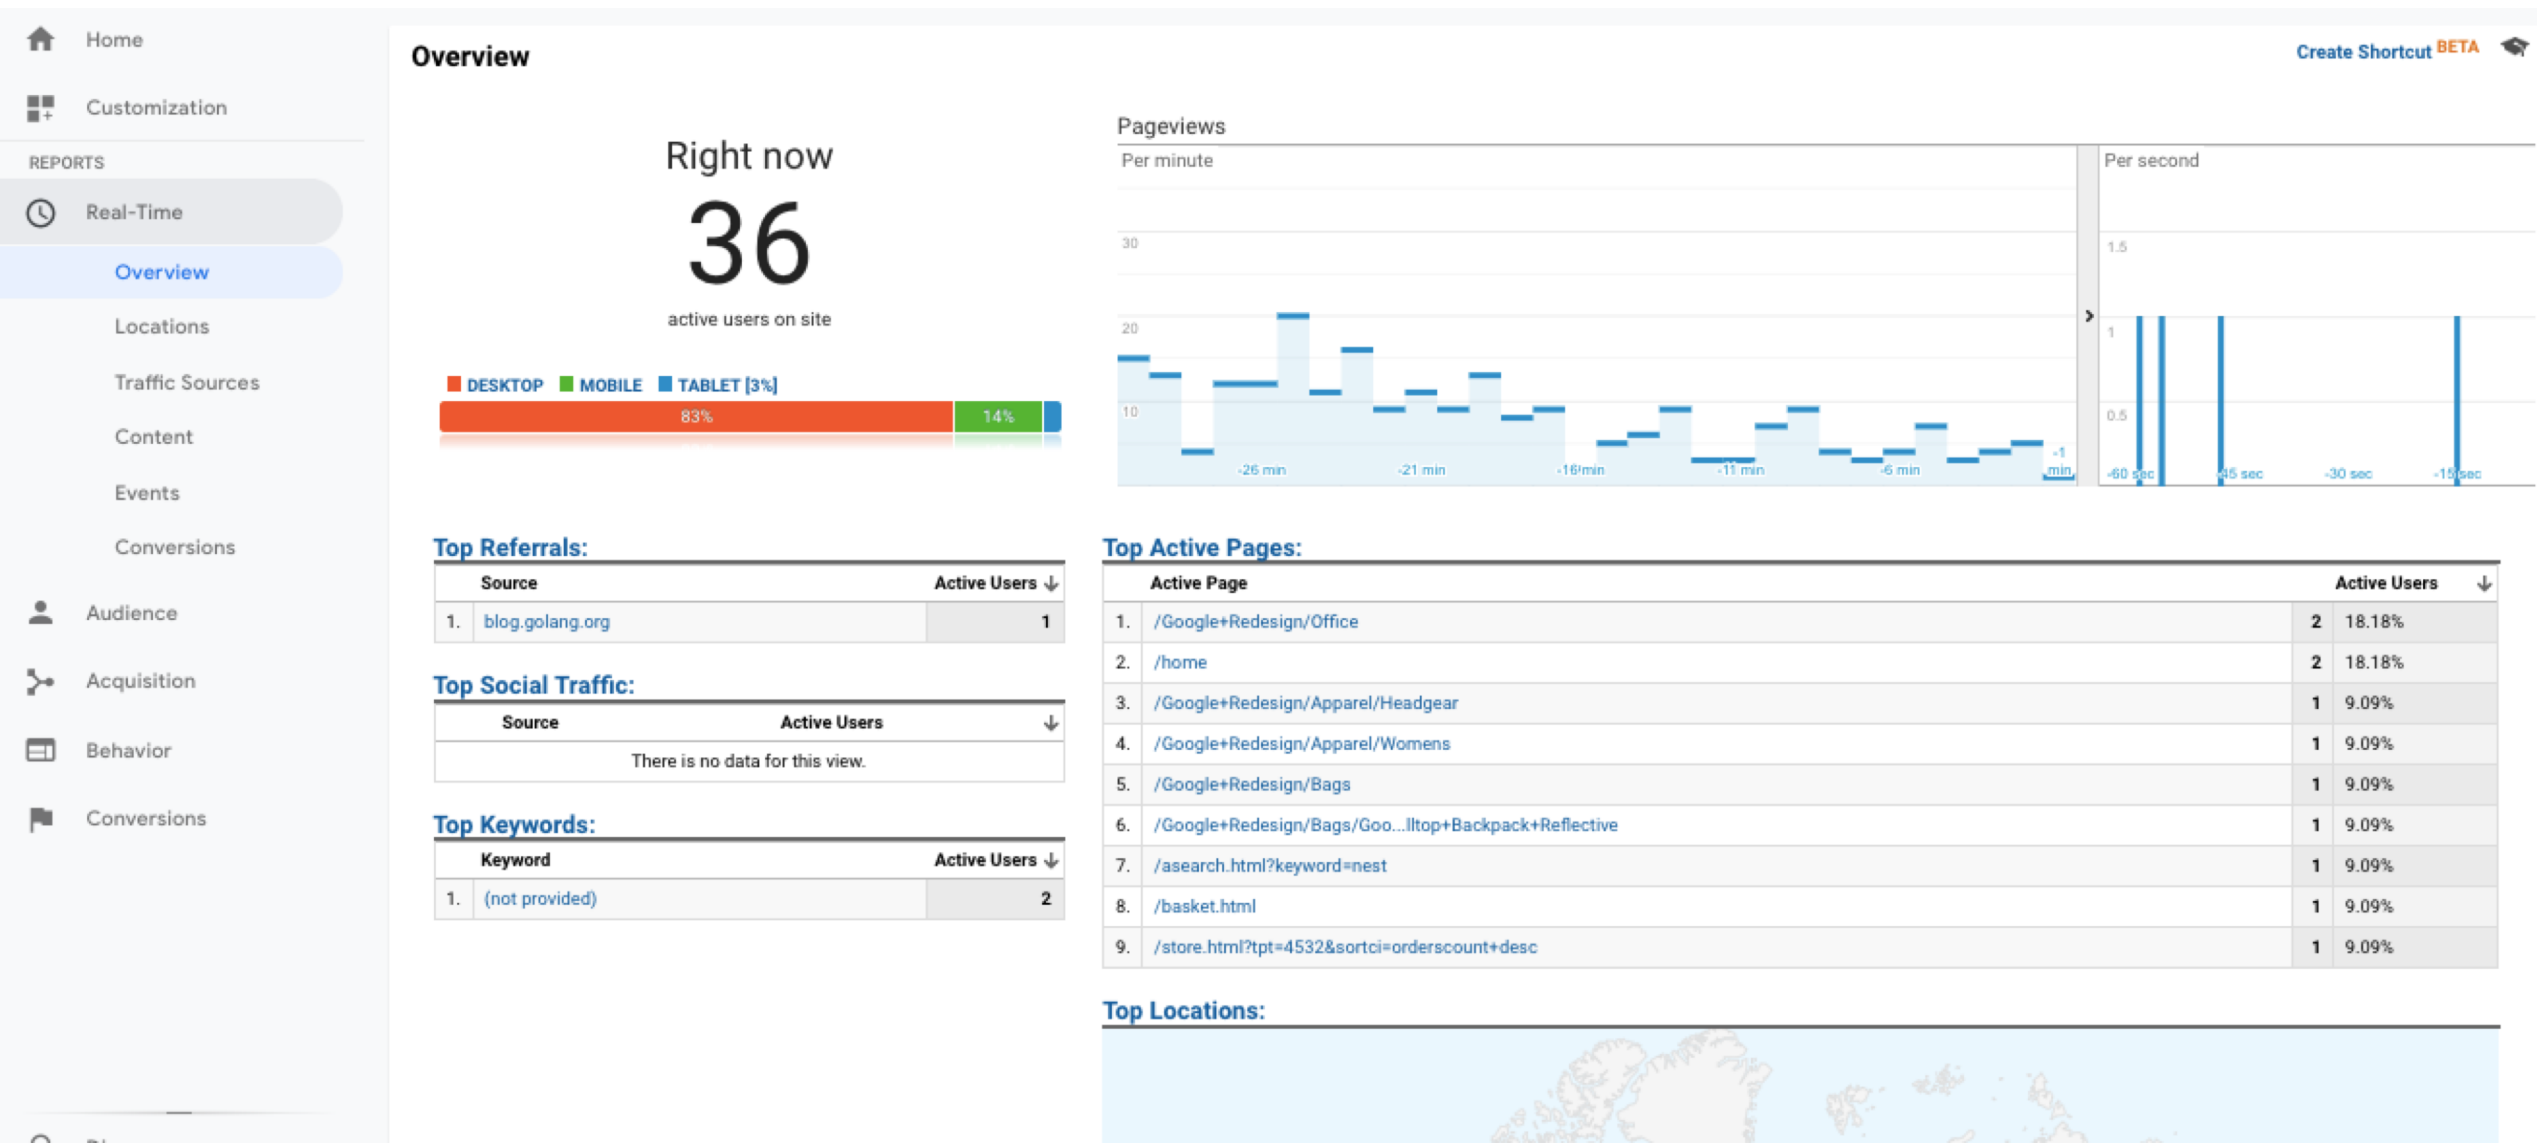 Home
Customization
REPORTS
Real-Time
Overview
Locations
Traffic Sources
Content
Events
Conversions
Audience
Acquisition
Behavior
Conversions
Overview
Create Shortcut BETA
Right now
36
active users on site
DESKTOP MOBILE TABLET [3%]
83% 14%
Pageviews
Per minute
30
20
10
-26 min -21 min -16 min -11 min -6 min -1 min
Per second
1.5
1
0.5
-60 sec -45 sec -30 sec -15 sec
Top Referrals:
Source Active Users
1. blog.golang.org 1
Top Social Traffic:
Source Active Users
There is no data for this view.
Top Keywords:
Keyword Active Users
1. (not provided) 2
Top Active Pages:
Active Page Active Users
1. /Google+Redesign/Office 2 18.18%
2. /home 2 18.18%
3. /Google+Redesign/Apparel/Headgear 1 9.09%
4. /Google+Redesign/Apparel/Womens 1 9.09%
5. /Google+Redesign/Bags 1 9.09%
6. /Google+Redesign/Bags/Goo...lltop+Backpack+Reflective 1 9.09%
7. /asearch.html?keyword=nest 1 9.09%
8. /basket.html 1 9.09%
9. /store.html?tpt=4532&sortci=orderscount+desc 1 9.09%
Top Locations: